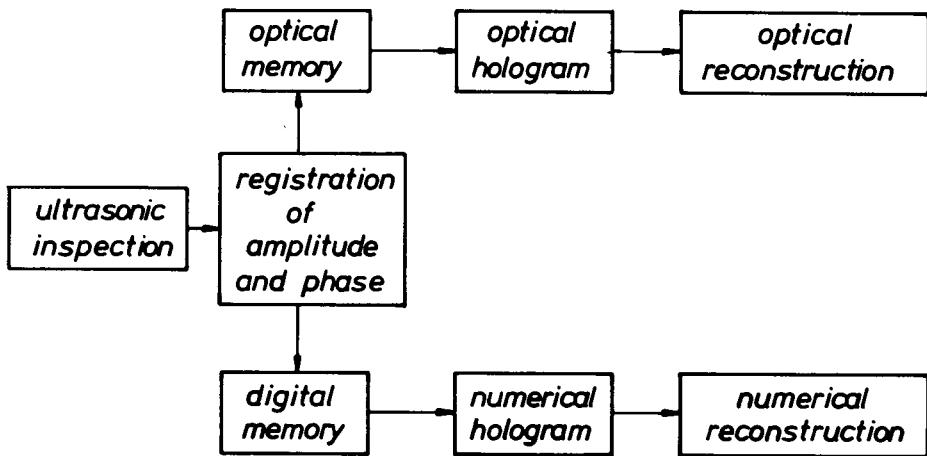 optical
memory
optical
hologram
optical
reconstruction
ultrasonic
inspection
registration
of
amplitude
and phase
digital
memory
numerical
hologram
numerical
reconstruction